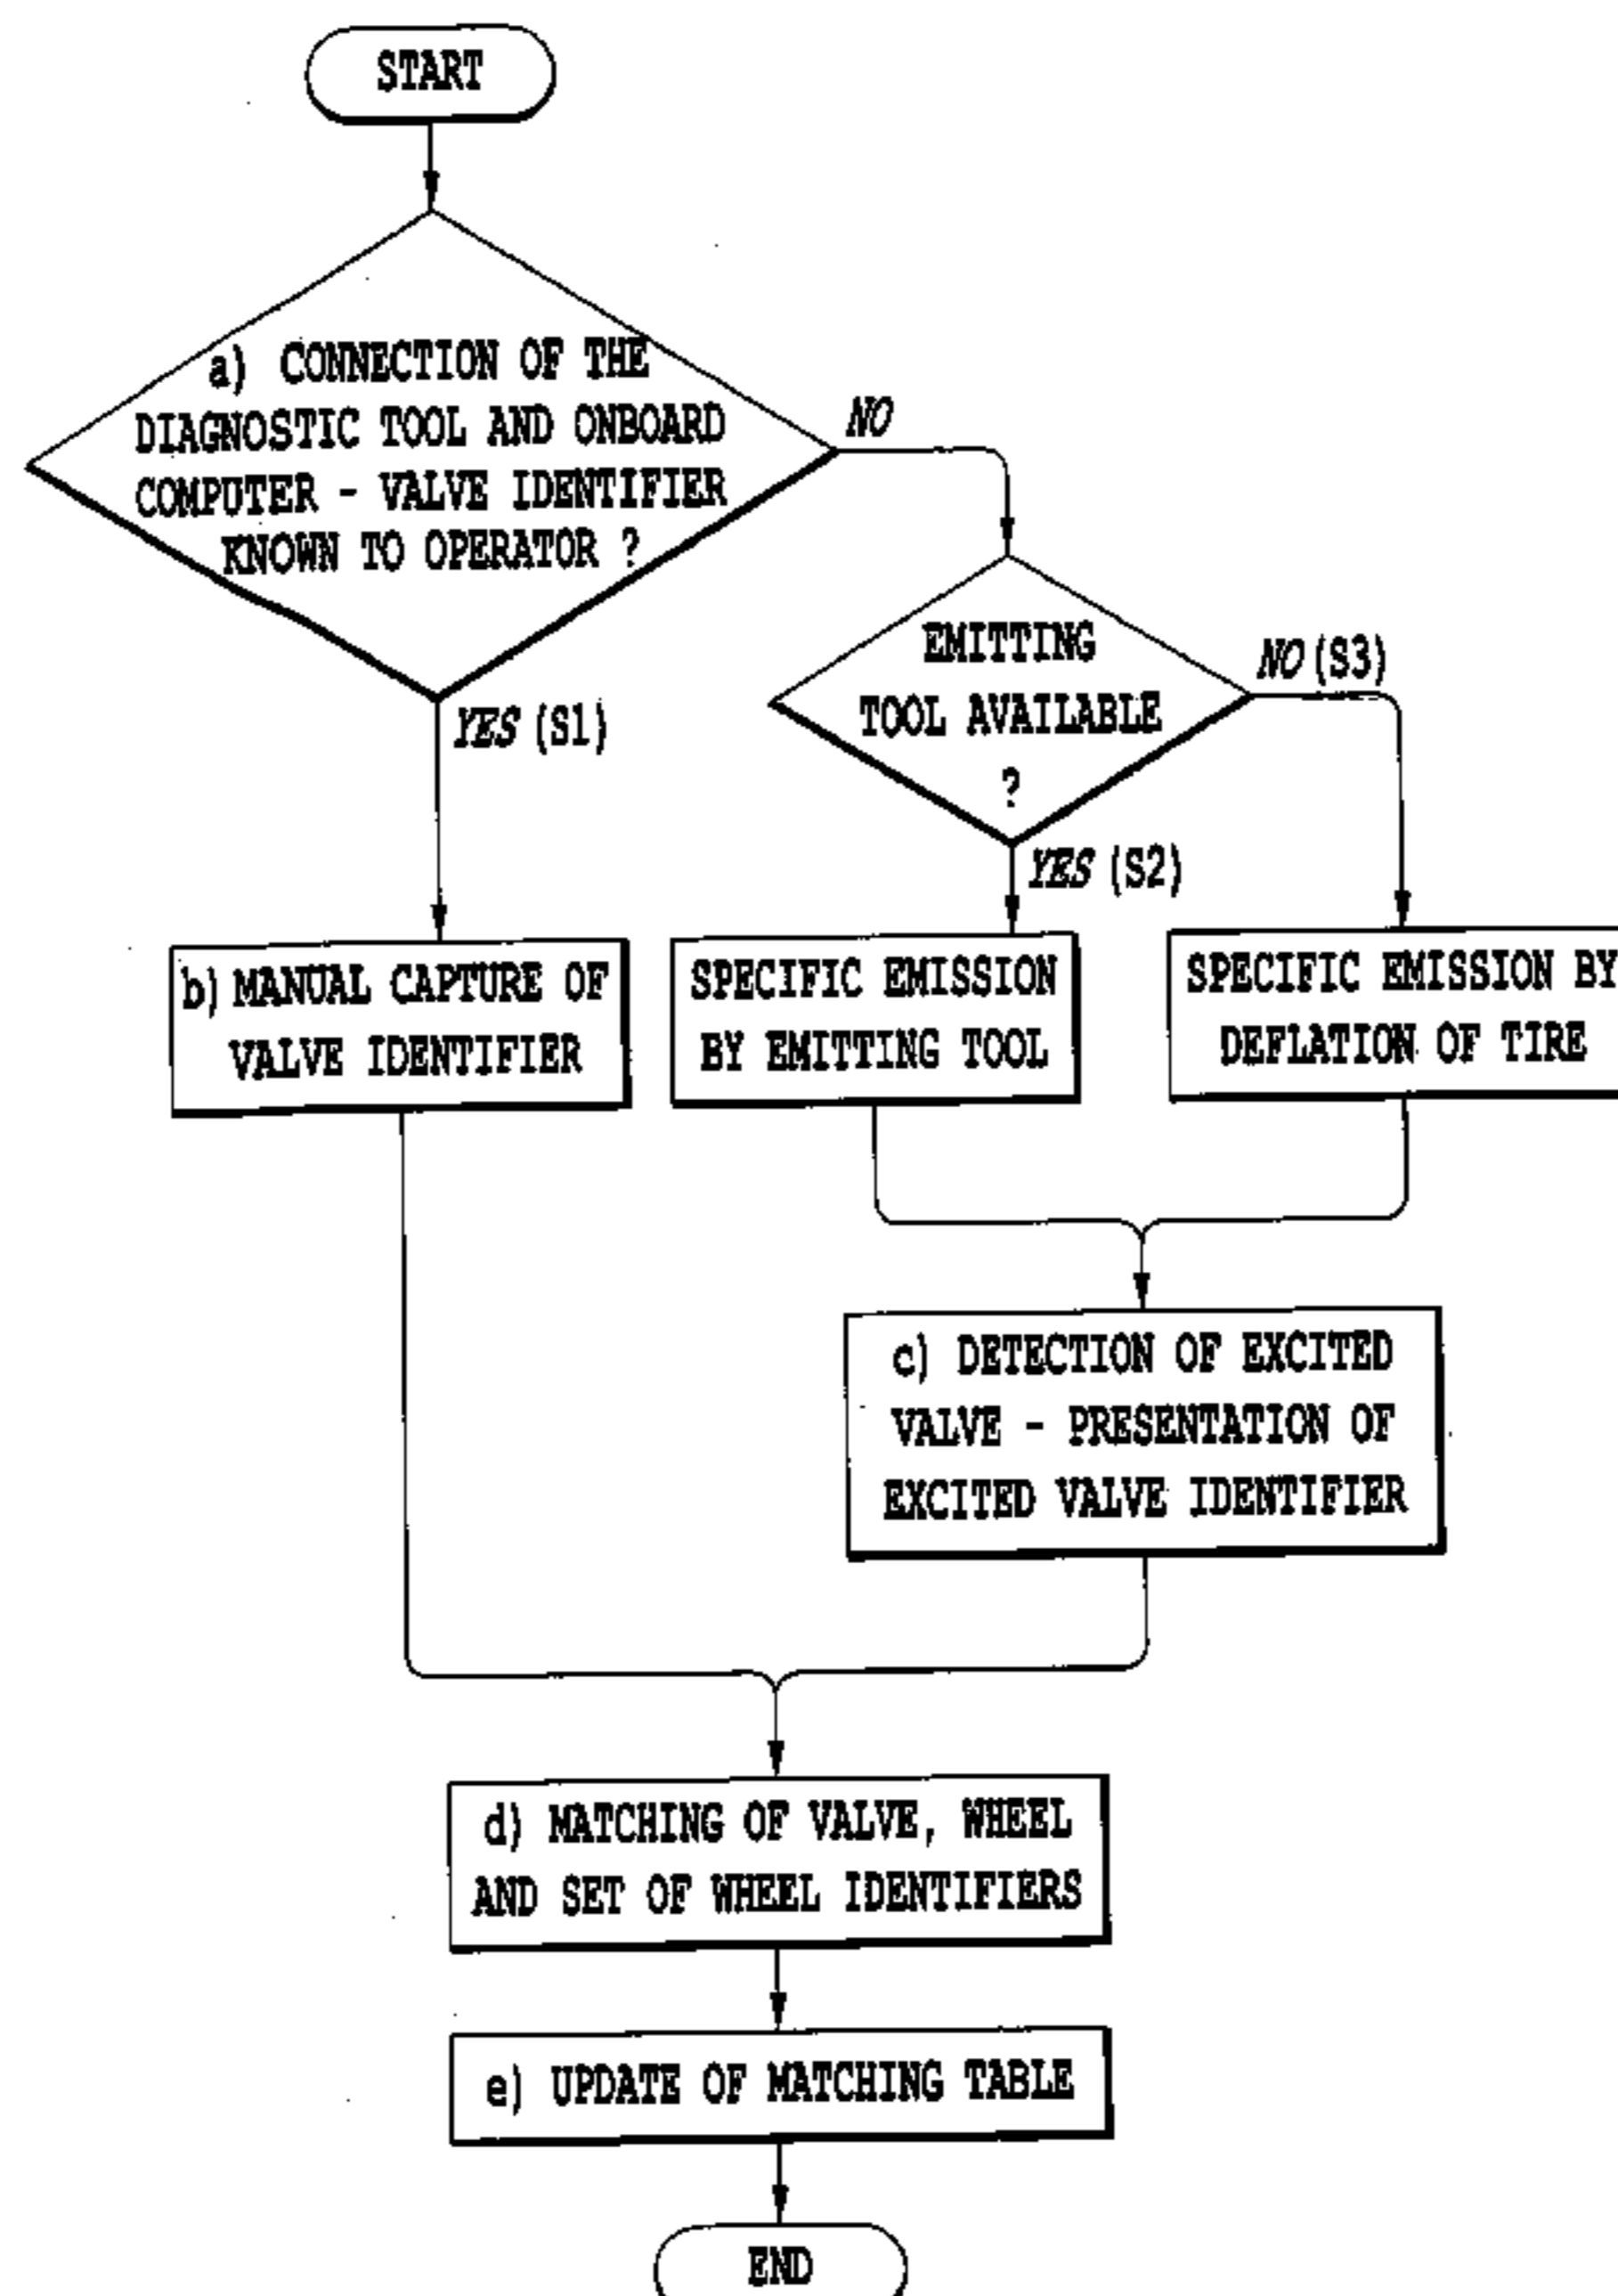 START
a) CONNECTION OF THE
DIAGNOSTIC TOOL AND ONBOARD
COMPUTER - VALVE IDENTIFIER
KNOWN TO OPERATOR ?
NO
YES (S1)
EMITTING
TOOL AVAILABLE
?
NO (S3)
YES (S2)
b) MANUAL CAPTURE OF
VALVE IDENTIFIER
SPECIFIC EMISSION
BY EMITTING TOOL
SPECIFIC EMISSION BY
DEFLATION OF TIRE
c) DETECTION OF EXCITED
VALVE - PRESENTATION OF
EXCITED VALVE IDENTIFIER
d) MATCHING OF VALVE, WHEEL
AND SET OF WHEEL IDENTIFIERS
e) UPDATE OF MATCHING TABLE
END